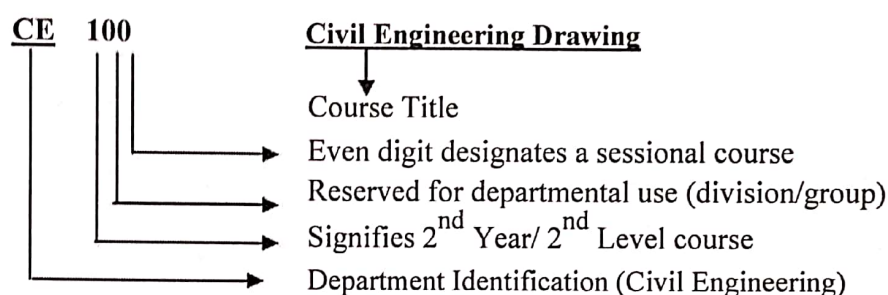 CE 100 Civil Engineering Drawing
Course Title
Even digit designates a sessional course
Reserved for departmental use (division/group)
Signifies 2nd Year/ 2nd Level course
Department Identification (Civil Engineering)